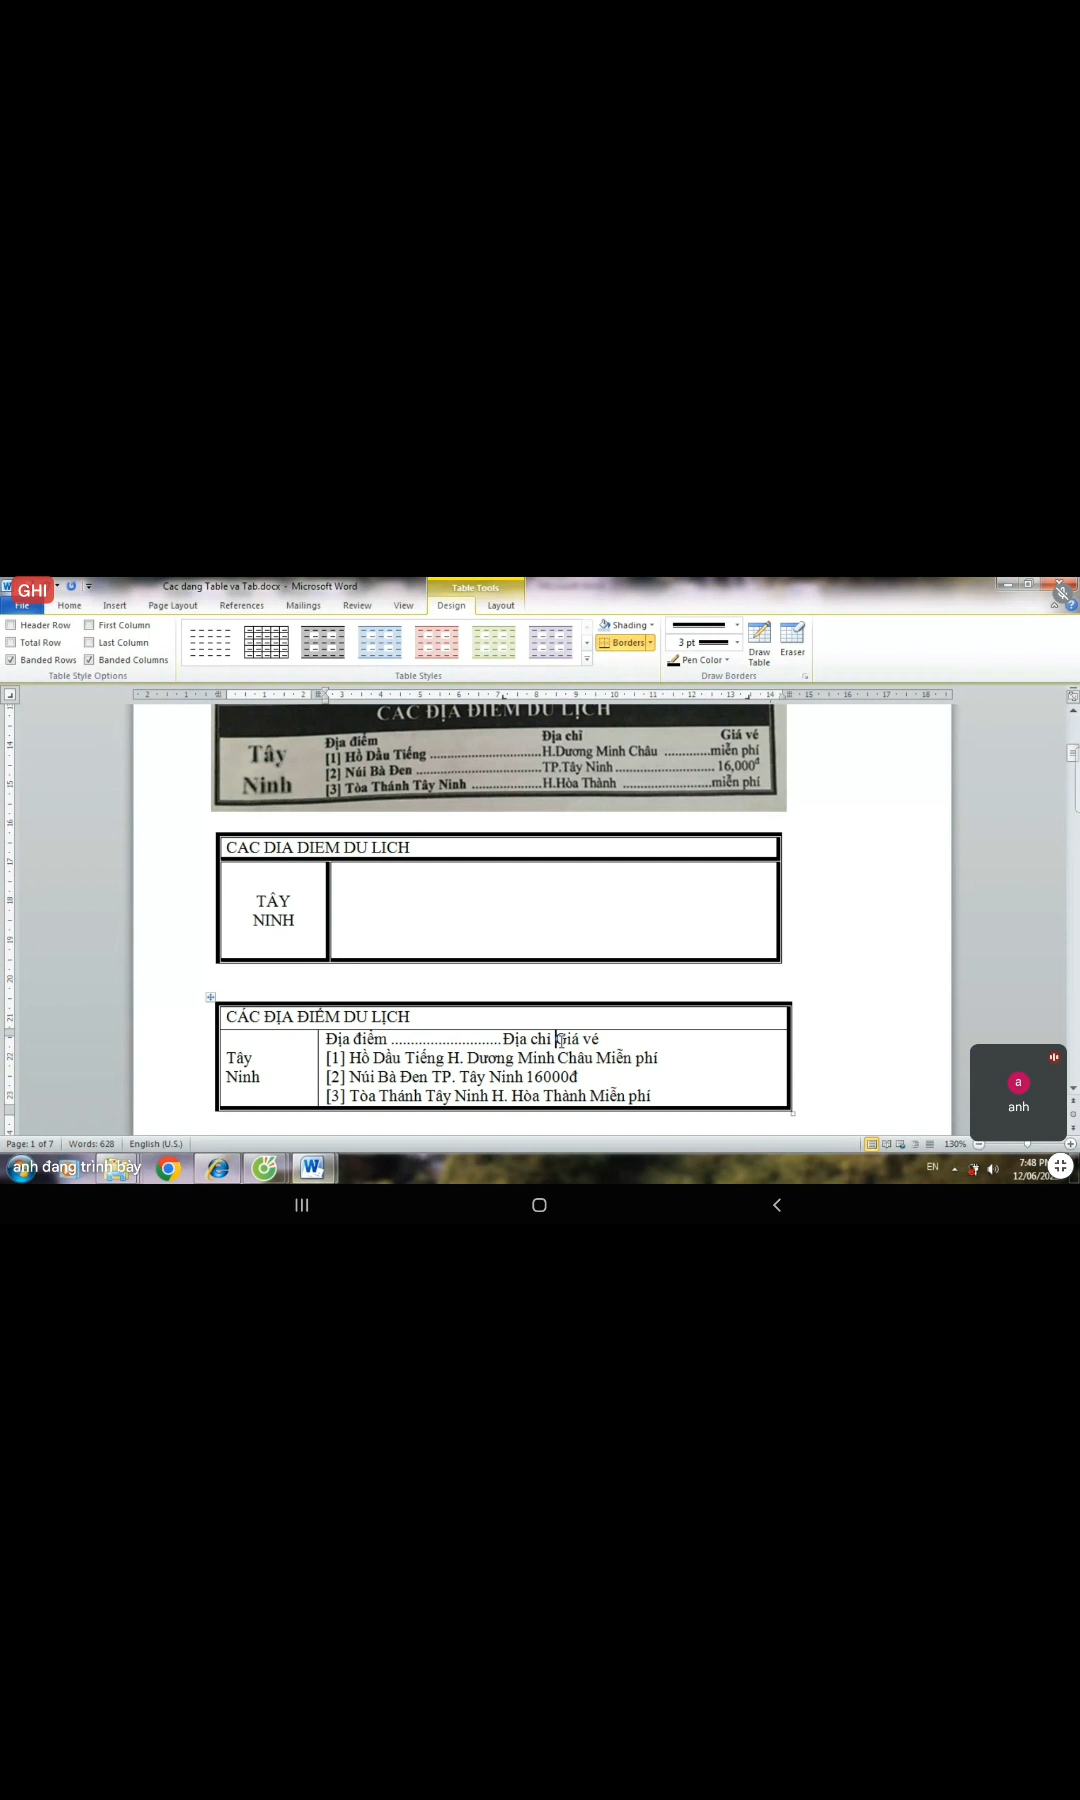 GHI
Cac dang Table va Tab.docx - Microsoft Word
Table Tools
File Home Insert Page Layout References Mailings Review View Design Layout
Header Row First Column
Total Row Last Column
Banded Rows Banded Columns
Table Style Options
Table Styles
Shading
Borders
3 pt
Pen Color
Draw Table
Eraser
Draw Borders
CÁC ĐỊA ĐIỂM DU LỊCH
Địa điểm Địa chỉ Giá vé
Tây Ninh
[1] Hồ Dầu Tiếng ..............................H.Dương Minh Châu ............miễn phí
[2] Núi Bà Đen ..................................TP.Tây Ninh .......................... 16,000đ
[3] Tòa Thánh Tây Ninh ...................H.Hòa Thành .......................miễn phí
CAC DIA DIEM DU LICH
TÂY
NINH
CÁC ĐỊA ĐIỂM DU LỊCH
Tây
Ninh
Địa điểm ............................Địa chỉ Giá vé
[1] Hồ Dầu Tiếng H. Dương Minh Châu Miễn phí
[2] Núi Bà Đen TP. Tây Ninh 16000đ
[3] Tòa Thánh Tây Ninh H. Hòa Thành Miễn phí
a
anh
Page: 1 of 7 Words: 628 English (U.S.) 130%
anh đang trình bày
EN
7:48
12/06/20